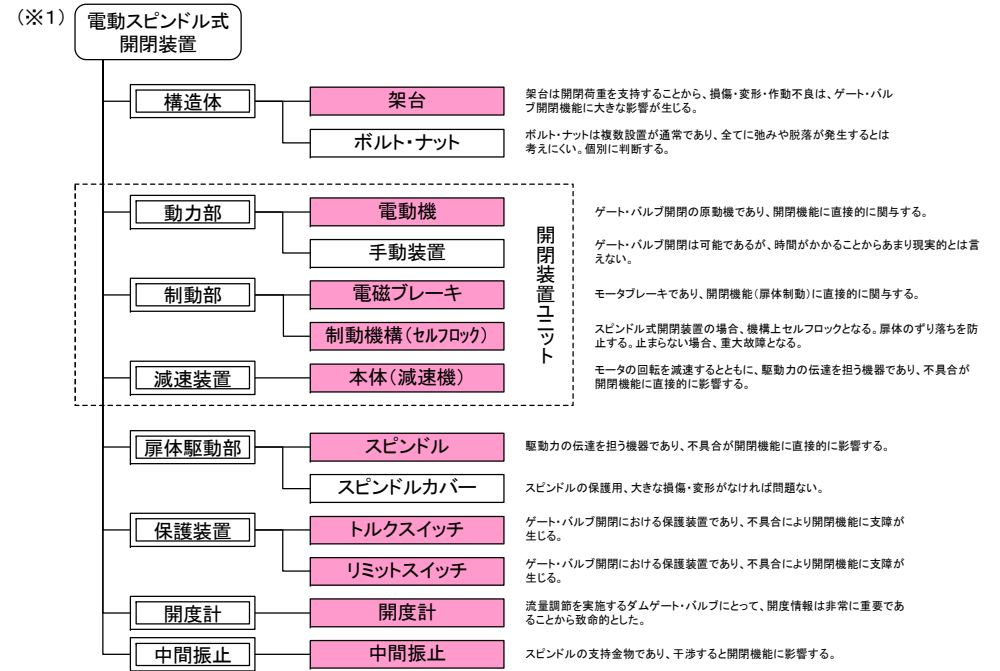 (※1)
電動スピンドル式
開閉装置
構造体
架台
架台は開閉荷重を支持することから、損傷・変形・作動不良は、ゲート・バル
ブ開閉機能に大きな影響が生じる。
ボルト・ナット
ボルト・ナットは複数設置が通常であり、全てに弛みや脱落が発生するとは
考えにくい。個別に判断する。
動力部
電動機
ゲート・バルブ開閉の原動機であり、開閉機能に直接的に関与する。
手動装置
ゲート・バルブ開閉は可能であるが、時間がかかることからあまり現実的とは言
えない。
開閉装置ユニット
制動部
電磁ブレーキ
モータブレーキであり、開閉機能(扉体制動)に直接的に関与する。
制動機構(セルフロック)
スピンドル式開閉装置の場合、機構上セルフロックとなる。扉体のずり落ちを防
止する。止まらない場合、重大故障となる。
減速装置
本体(減速機)
モータの回転を減速するとともに、駆動力の伝達を担う機器であり、不具合が
開閉機能に直接的に影響する。
扉体駆動部
スピンドル
駆動力の伝達を担う機器であり、不具合が開閉機能に直接的に影響する。
スピンドルカバー
スピンドルの保護用、大きな損傷・変形がなければ問題ない。
保護装置
トルクスイッチ
ゲート・バルブ開閉における保護装置であり、不具合により開閉機能に支障が
生じる。
リミットスイッチ
ゲート・バルブ開閉における保護装置であり、不具合により開閉機能に支障が
生じる。
開度計
開度計
流量調節を実施するダムゲート・バルブにとって、開度情報は非常に重要であ
ることから致命的とした。
中間振止
中間振止
スピンドルの支持金物であり、干渉すると開閉機能に影響する。